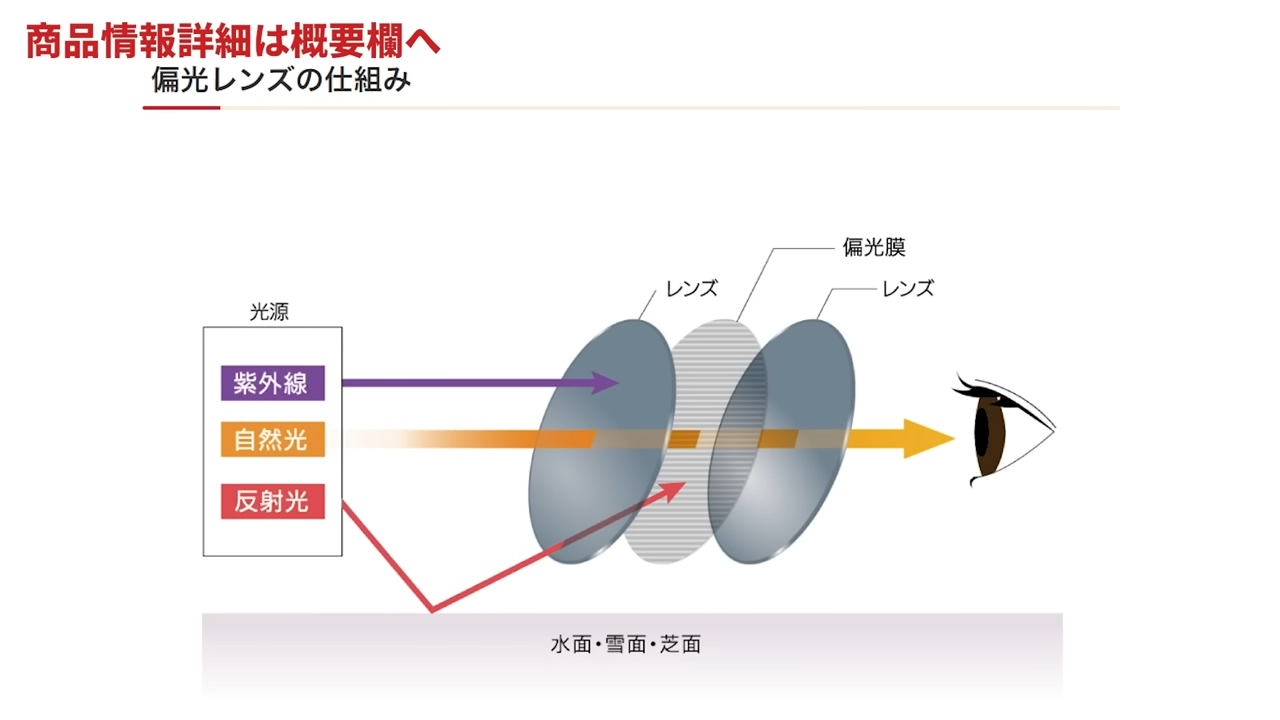 商品情報詳細は概要欄へ
偏光レンズの仕組み
偏光膜
レンズ
レンズ
光源
紫外線
自然光
反射光
水面・雪面・芝面